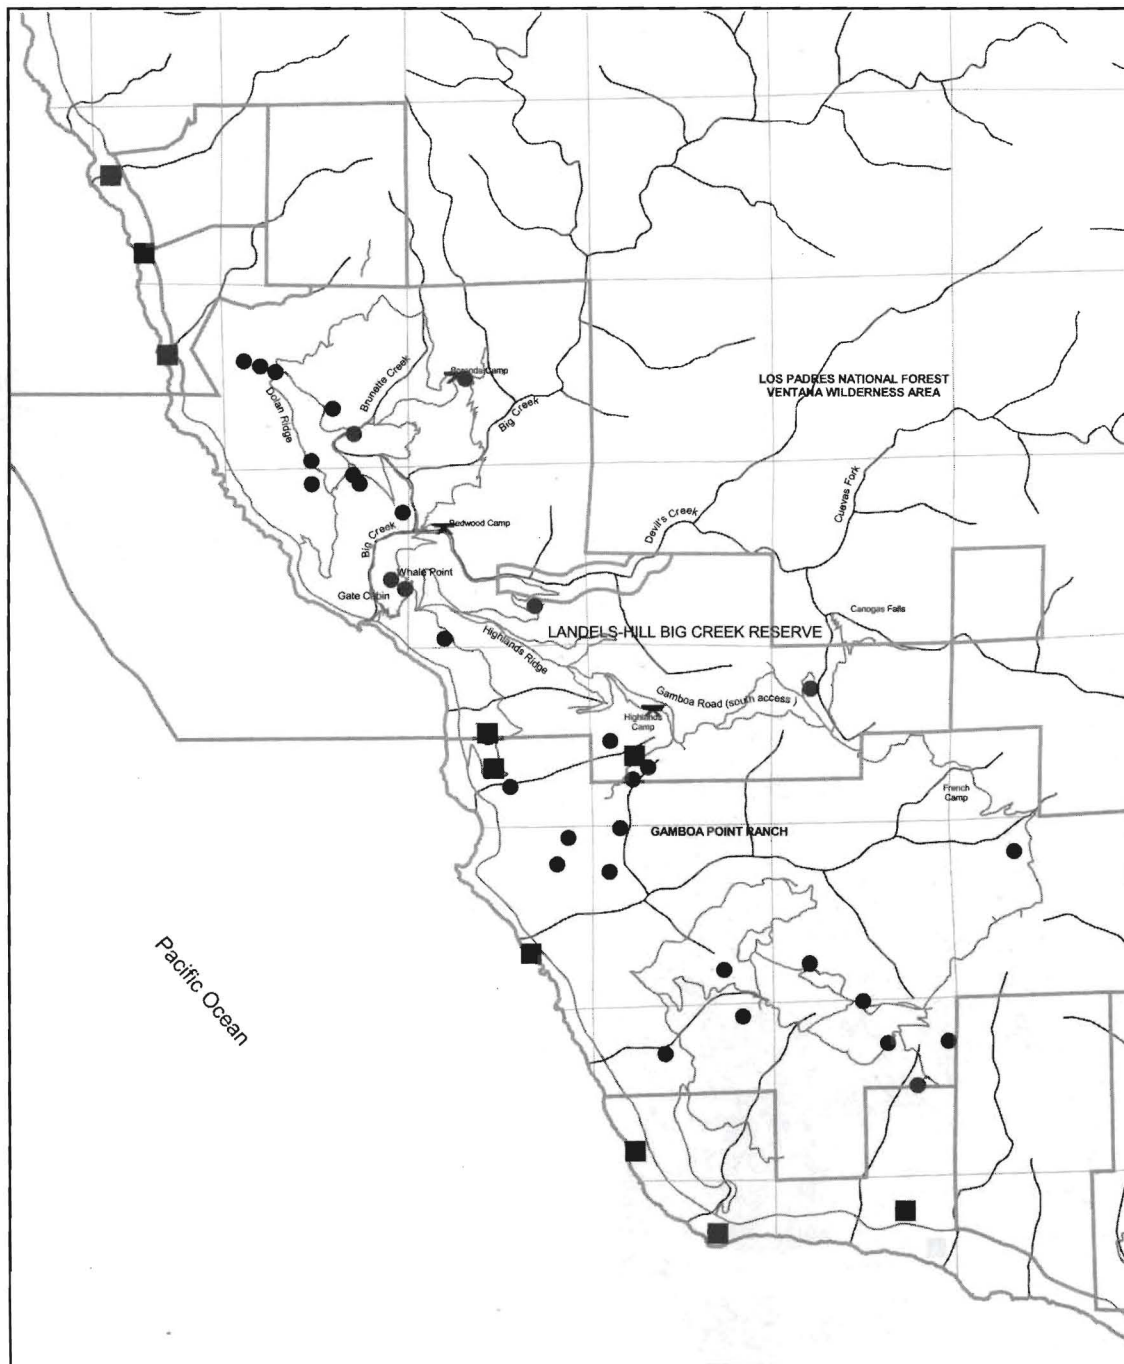 Brunette Creek
Soranda Camp
LOS PADRES NATIONAL FOREST
VENTANA WILDERNESS AREA
Dolan Ridge
Big Creek
Cuevas Fork
Devil's Creek
Big Creek
Redwood Camp
Whale Point
Gate Cabin
Canogas Falls
LANDELS-HILL BIG CREEK RESERVE
Highlands Ridge
Gamboa Road (south access )
Highlands
Camp
French
Camp
GAMBOA POINT RANCH
Pacific Ocean